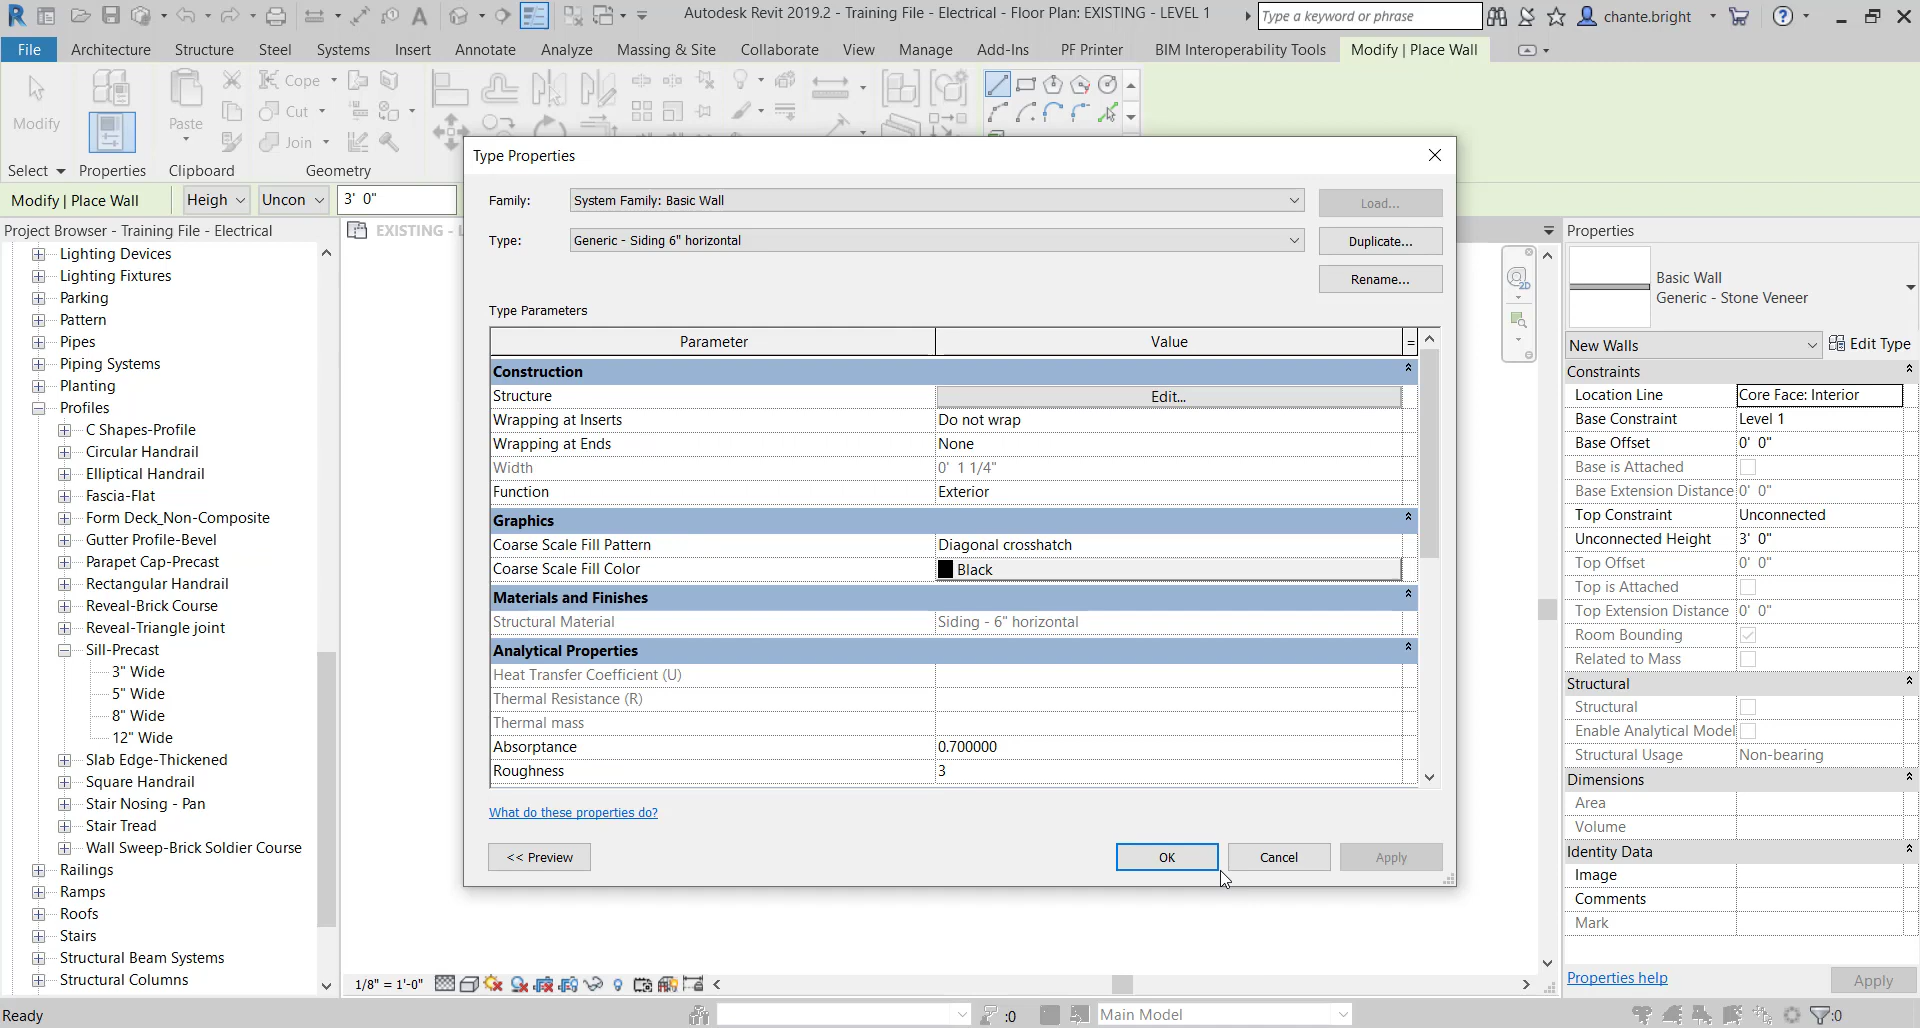 Autodesk Revit 2019.2 - Training File - Electrical - Floor Plan: EXISTING - LEVEL 1
Type a keyword or phrase
chante.bright
File Architecture Structure Steel Systems Insert Annotate Analyze Massing & Site Collaborate View Manage Add-Ins PF Printer BIM Interoperability Tools Modify | Place Wall
Cope
Cut
Join
Modify
Paste
Select
Properties
Clipboard
Geometry
Modify | Place Wall
Heigh
Uncon
3' 0"
Project Browser - Training File - Electrical
Lighting Devices
Lighting Fixtures
Parking
Pattern
Pipes
Piping Systems
Planting
Profiles
C Shapes-Profile
Circular Handrail
Elliptical Handrail
Fascia-Flat
Form Deck_Non-Composite
Gutter Profile-Bevel
Parapet Cap-Precast
Rectangular Handrail
Reveal-Brick Course
Reveal-Triangle joint
Sill-Precast
3" Wide
5" Wide
8" Wide
12" Wide
Slab Edge-Thickened
Square Handrail
Stair Nosing - Pan
Stair Tread
Wall Sweep-Brick Soldier Course
Railings
Ramps
Roofs
Stairs
Structural Beam Systems
Structural Columns
EXISTING - L
Type Properties
Family:
System Family: Basic Wall
Load...
Type:
Generic - Siding 6" horizontal
Duplicate...
Rename...
Type Parameters
Parameter Value =
Construction
Structure Edit...
Wrapping at Inserts Do not wrap
Wrapping at Ends None
Width 0' 1 1/4"
Function Exterior
Graphics
Coarse Scale Fill Pattern Diagonal crosshatch
Coarse Scale Fill Color Black
Materials and Finishes
Structural Material Siding - 6" horizontal
Analytical Properties
Heat Transfer Coefficient (U)
Thermal Resistance (R)
Thermal mass
Absorptance 0.700000
Roughness 3
What do these properties do?
<< Preview
OK
Cancel
Apply
2D
Properties
Basic Wall
Generic - Stone Veneer
New Walls
Edit Type
Constraints
Location Line Core Face: Interior
Base Constraint Level 1
Base Offset 0' 0"
Base is Attached
Base Extension Distance 0' 0"
Top Constraint Unconnected
Unconnected Height 3' 0"
Top Offset 0' 0"
Top is Attached
Top Extension Distance 0' 0"
Room Bounding
Related to Mass
Structural
Structural
Enable Analytical Model
Structural Usage Non-bearing
Dimensions
Area
Volume
Identity Data
Image
Comments
Mark
Properties help
Apply
1/8" = 1'-0"
Ready
:0
Main Model
:0